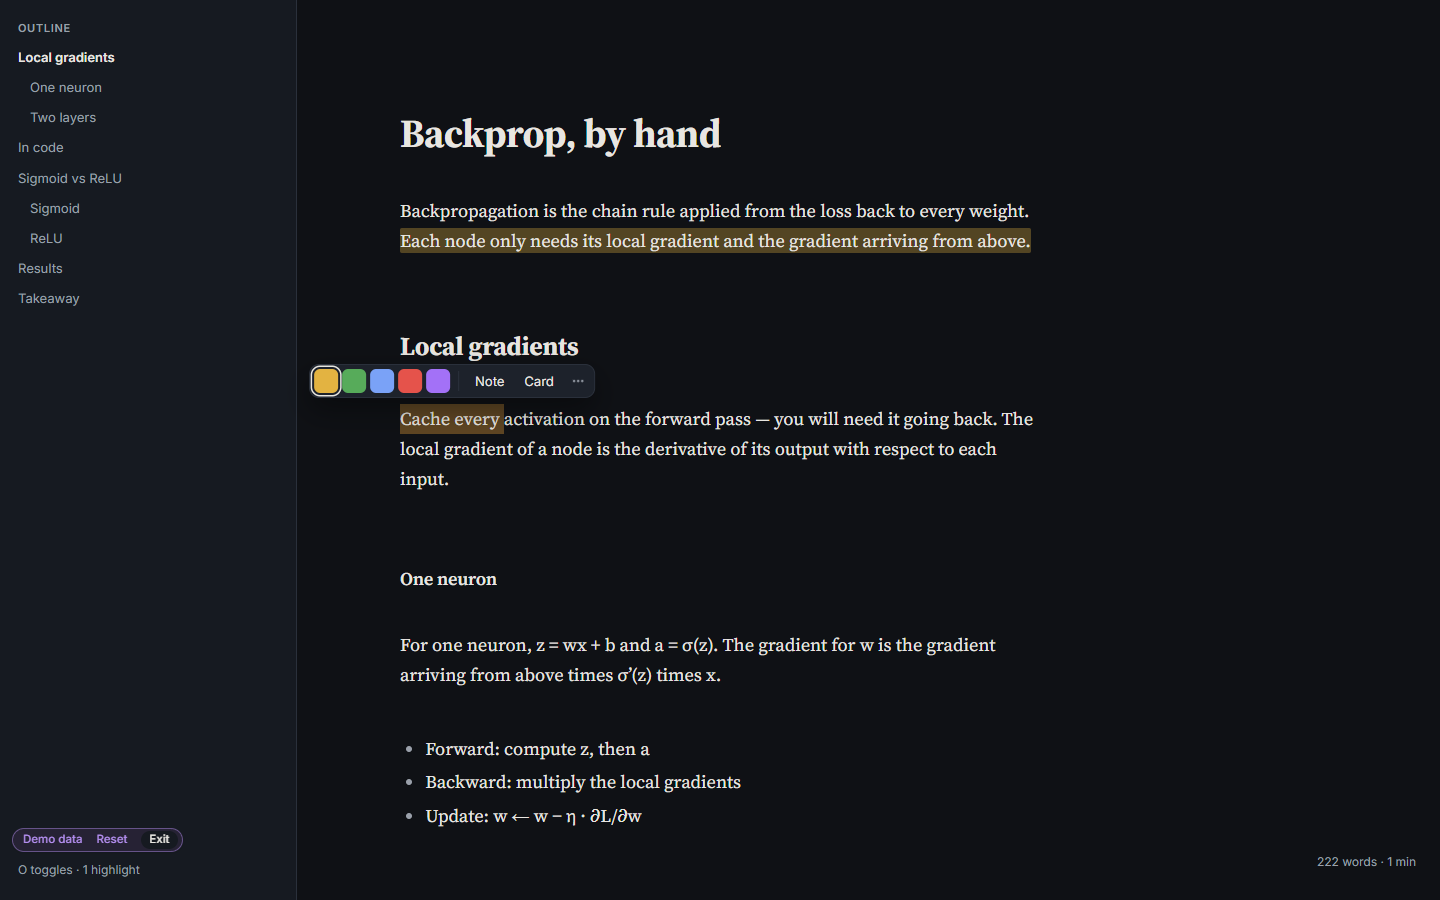 OUTLINE
Local gradients
One neuron
Two layers
In code
Sigmoid vs ReLU
Sigmoid
ReLU
Results
Takeaway
Demo data Reset Exit
O toggles · 1 highlight
Backprop, by hand
Backpropagation is the chain rule applied from the loss back to every weight.
Each node only needs its local gradient and the gradient arriving from above.
Local gradients
Note Card ···
Cache every activation on the forward pass — you will need it going back. The
local gradient of a node is the derivative of its output with respect to each
input.
One neuron
For one neuron, z = wx + b and a = σ(z). The gradient for w is the gradient
arriving from above times σ′(z) times x.
• Forward: compute z, then a
• Backward: multiply the local gradients
• Update: w ← w − η · ∂L/∂w
222 words · 1 min